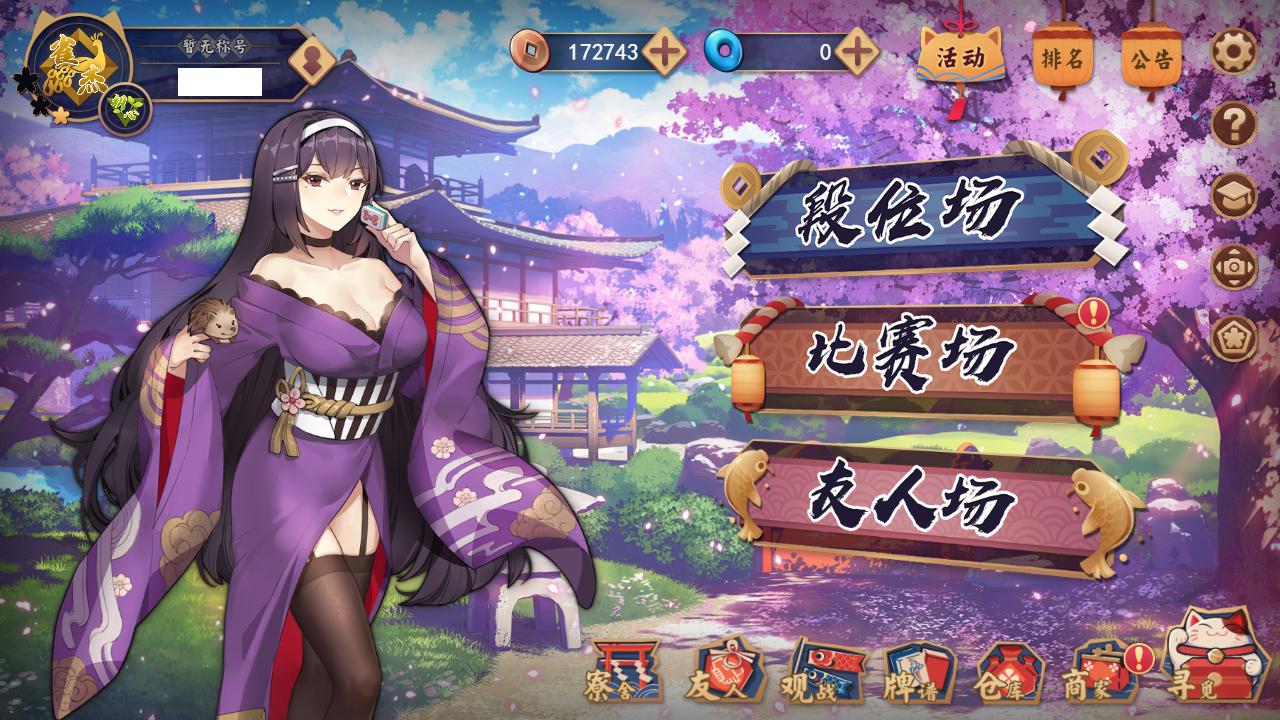 雀杰
暂无称号
172743
0
活动
排名
公告
段位场
比赛场
友人场
寮舍
友人
观战
牌谱
仓库
商家
寻觅